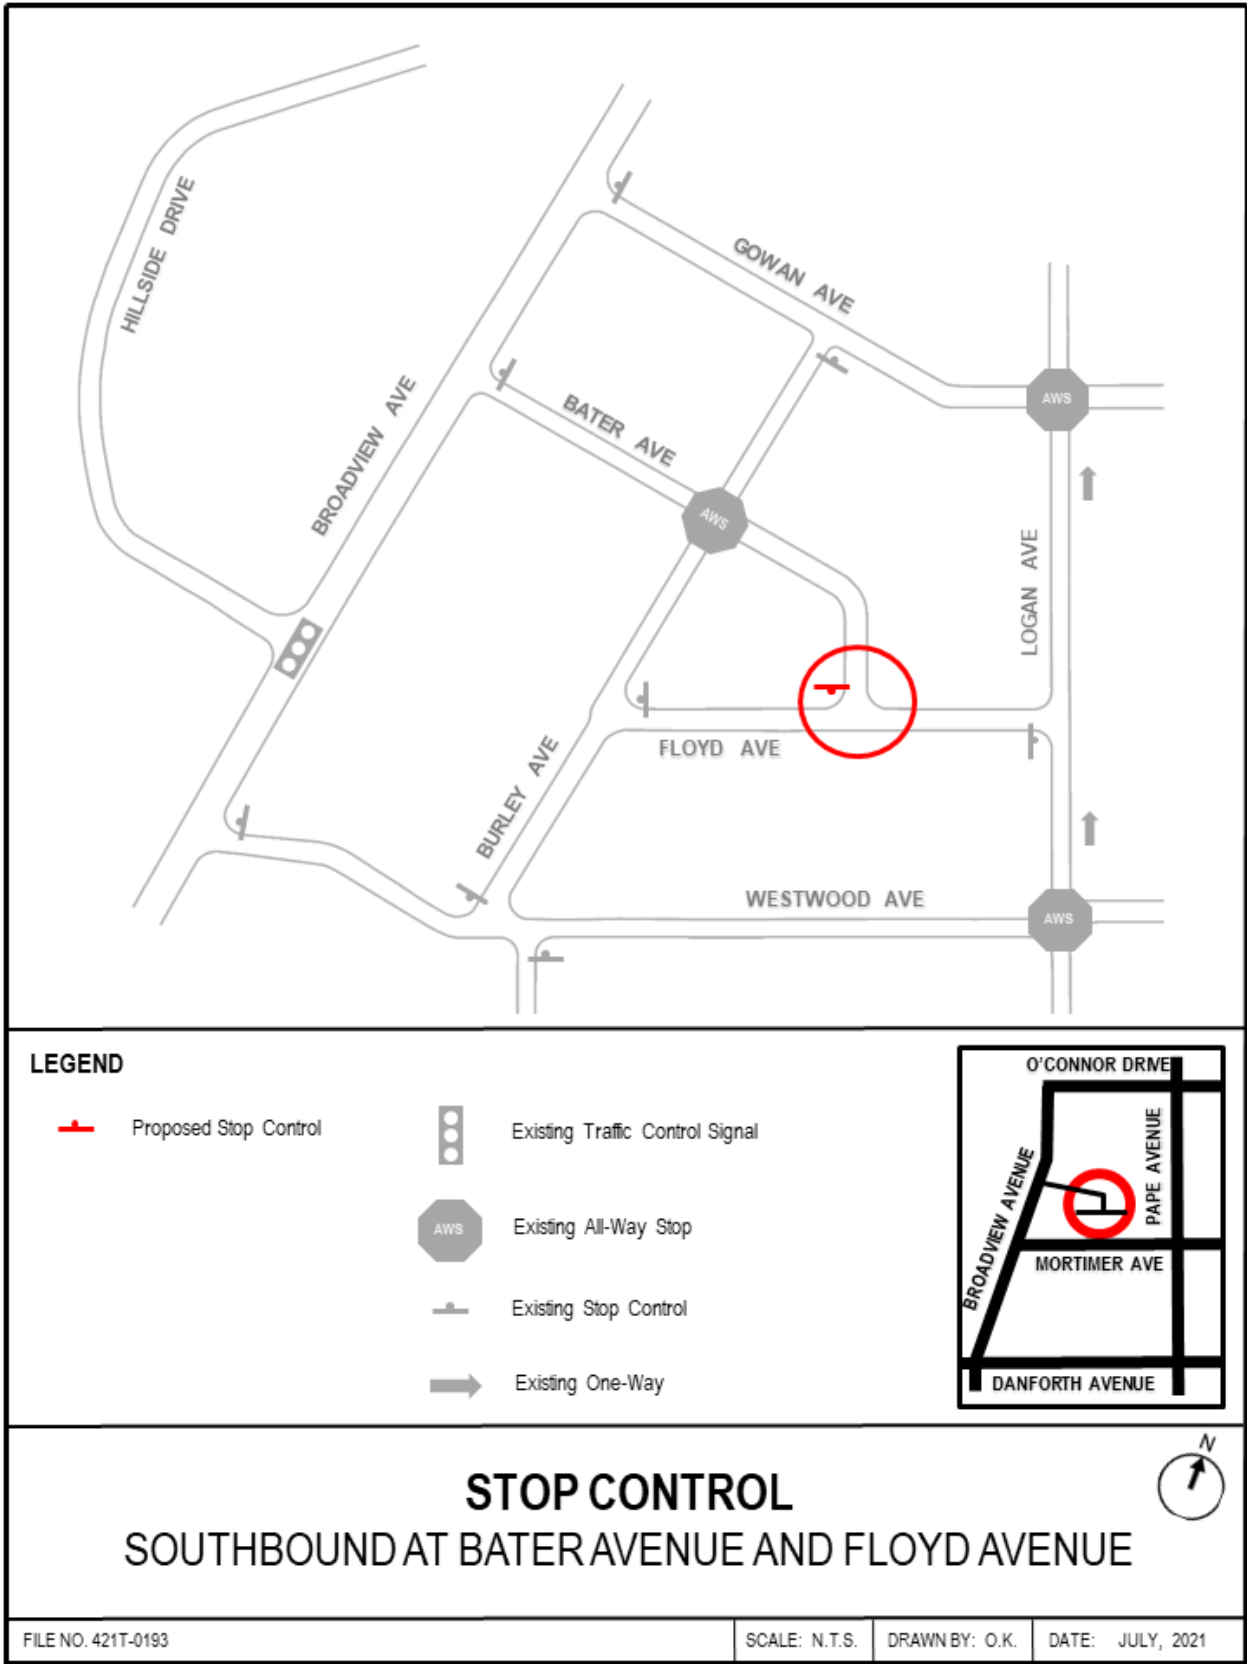 HILLSIDE DRIVE
GOWAN AVE
BROADVIEW AVE
BATER AVE
AWS
AWS
LOGAN AVE
FLOYD AVE
BURLEY AVE
WESTWOOD AVE
AWS
LEGEND
Proposed Stop Control
Existing Traffic Control Signal
AWS
Existing All-Way Stop
Existing Stop Control
Existing One-Way
O'CONNOR DRIVE
PAPE AVENUE
BROADVIEW AVENUE
MORTIMER AVE
DANFORTH AVENUE
N
STOP CONTROL
SOUTHBOUND AT BATER AVENUE AND FLOYD AVENUE
FILE NO. 421T-0193
SCALE: N.T.S.
DRAWN BY: O.K.
DATE: JULY, 2021